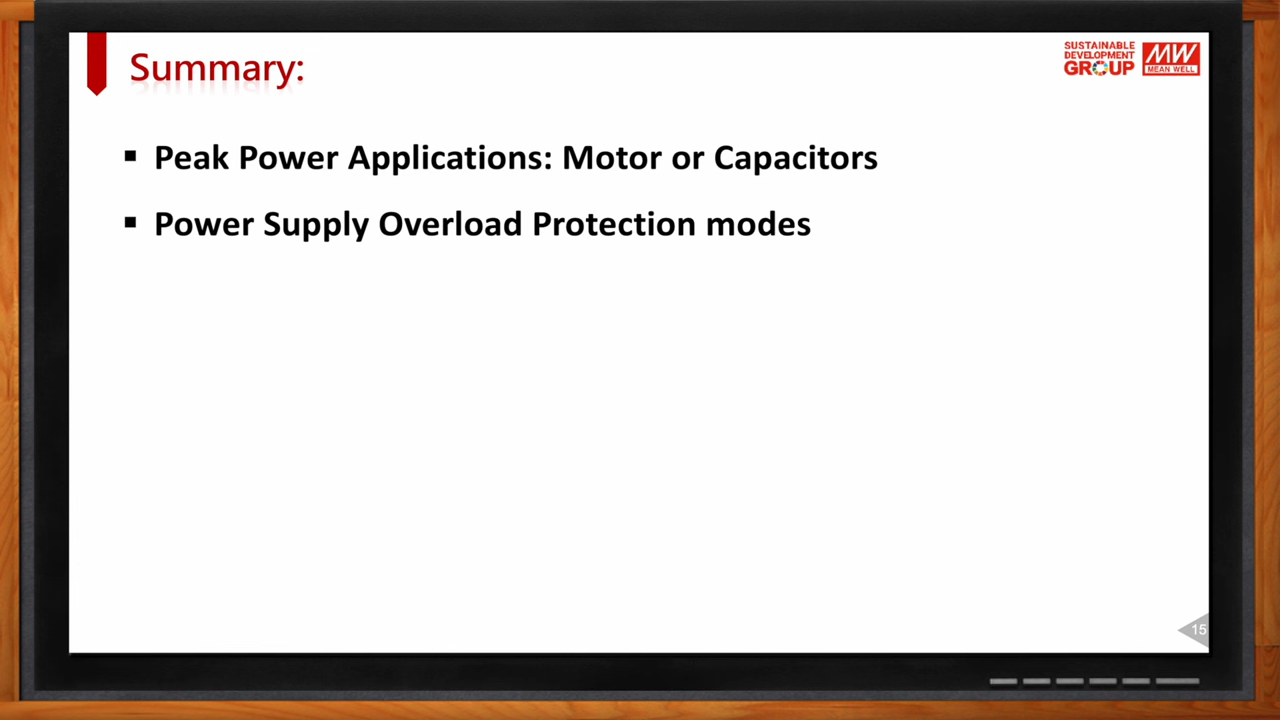 Summary:
SUSTAINABLE
DEVELOPMENT
GROUP
MW
MEAN WELL
▪ Peak Power Applications: Motor or Capacitors
▪ Power Supply Overload Protection modes
15